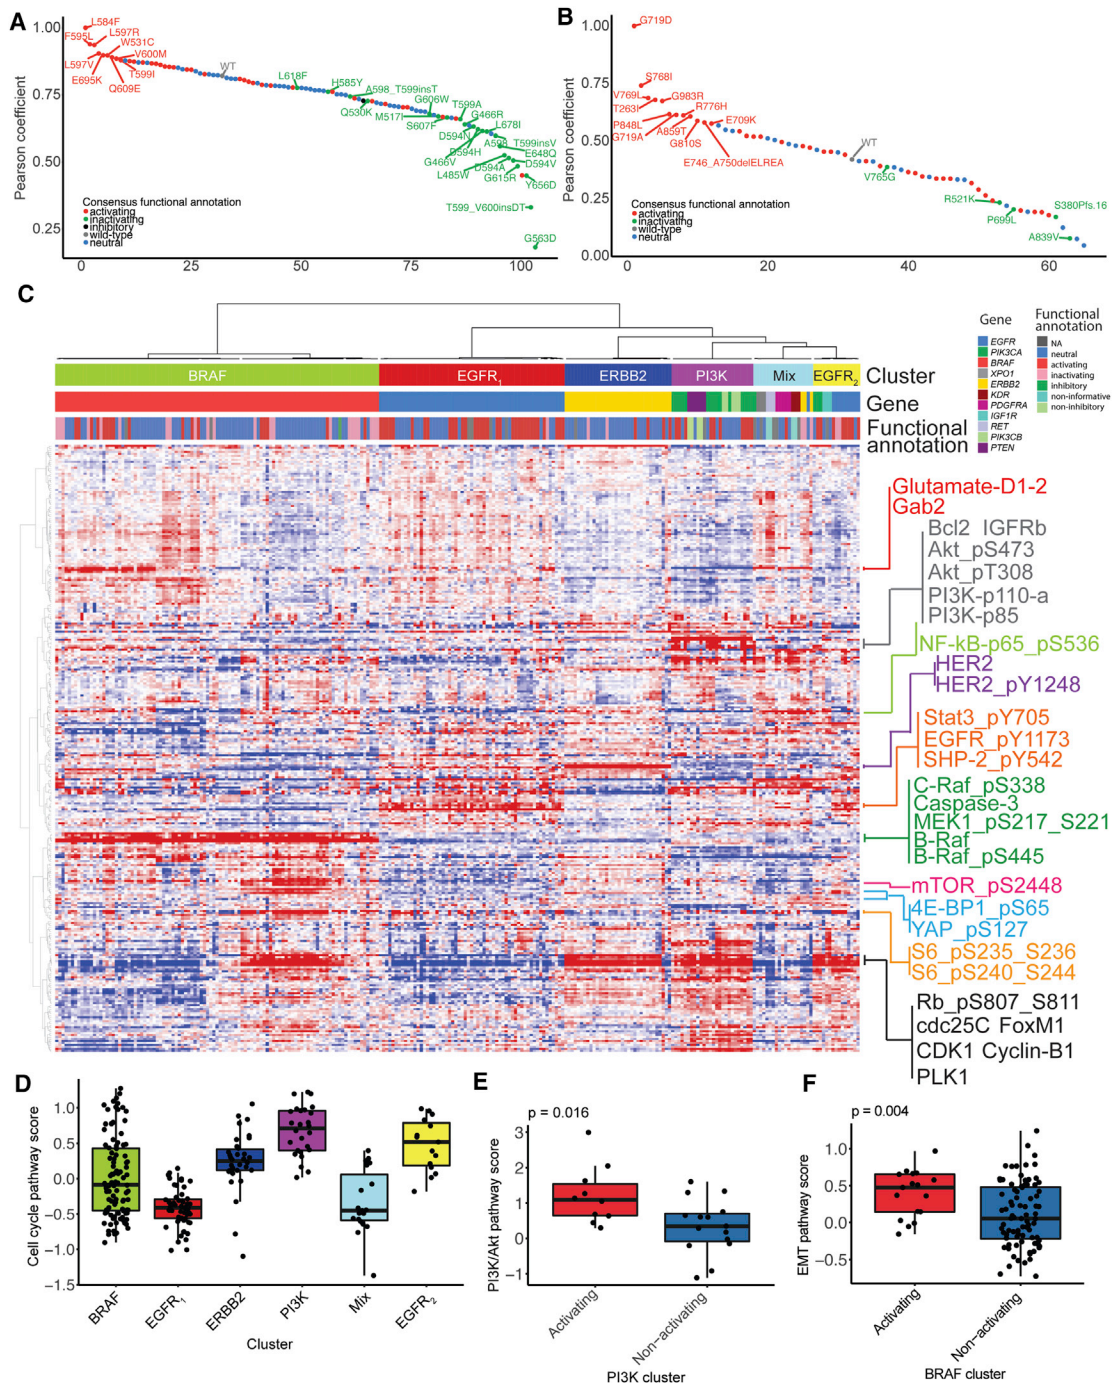 A
Pearson coefficient
1.00
0.75
0.50
0.25
0
25
50
75
100
L584F
F595L
L597R
W531C
V600M
L597V
T599I
E695K
Q609E
WT
L618F
H585Y
A598_T599insT
G606W
Q530K
T599A
M517I
G466R
S607F
L678I
D594N
A598_T599insV
D594H
E648Q
G466V
D594V
L485W
D594A
G615R
Y656D
T599_V600insDT
G563D
Consensus functional annotation
activating
inactivating
inhibitory
wild-type
neutral
B
Pearson coefficient
1.00
0.75
0.50
0.25
0.00
0
20
40
60
G719D
S768I
V769L
G983R
T263I
R776H
P848L
E709K
G719A
A859T
G810S
E746_A750delELREA
WT
V765G
R521K
S380Pfs.16
P699L
A839V
Consensus functional annotation
activating
inactivating
wild-type
neutral
C
BRAF
EGFR1
ERBB2
PI3K
Mix
EGFR2
Cluster
Gene
Functional
annotation
Gene
EGFR
PIK3CA
BRAF
XPO1
ERBB2
KDR
PDGFRA
IGF1R
RET
PIK3CB
PTEN
Functional
annotation
NA
neutral
activating
inactivating
inhibitory
non-informative
non-inhibitory
Glutamate-D1-2
Gab2
Bcl2 IGFRb
Akt_pS473
Akt_pT308
PI3K-p110-a
PI3K-p85
NF-kB-p65_pS536
HER2
HER2_pY1248
Stat3_pY705
EGFR_pY1173
SHP-2_pY542
C-Raf_pS338
Caspase-3
MEK1_pS217_S221
B-Raf
B-Raf_pS445
mTOR_pS2448
4E-BP1_pS65
YAP_pS127
S6_pS235_S236
S6_pS240_S244
Rb_pS807_S811
cdc25C FoxM1
CDK1 Cyclin-B1
PLK1
D
Cell cycle pathway score
1.0
0.5
0.0
−0.5
−1.0
−1.5
BRAF
EGFR1
ERBB2
PI3K
Mix
EGFR2
Cluster
E
p = 0.016
PI3K/Akt pathway score
3
2
1
0
−1
Activating
Non−activating
PI3K cluster
F
p = 0.004
EMT pathway score
1.0
0.5
0.0
−0.5
Activating
Non−activating
BRAF cluster